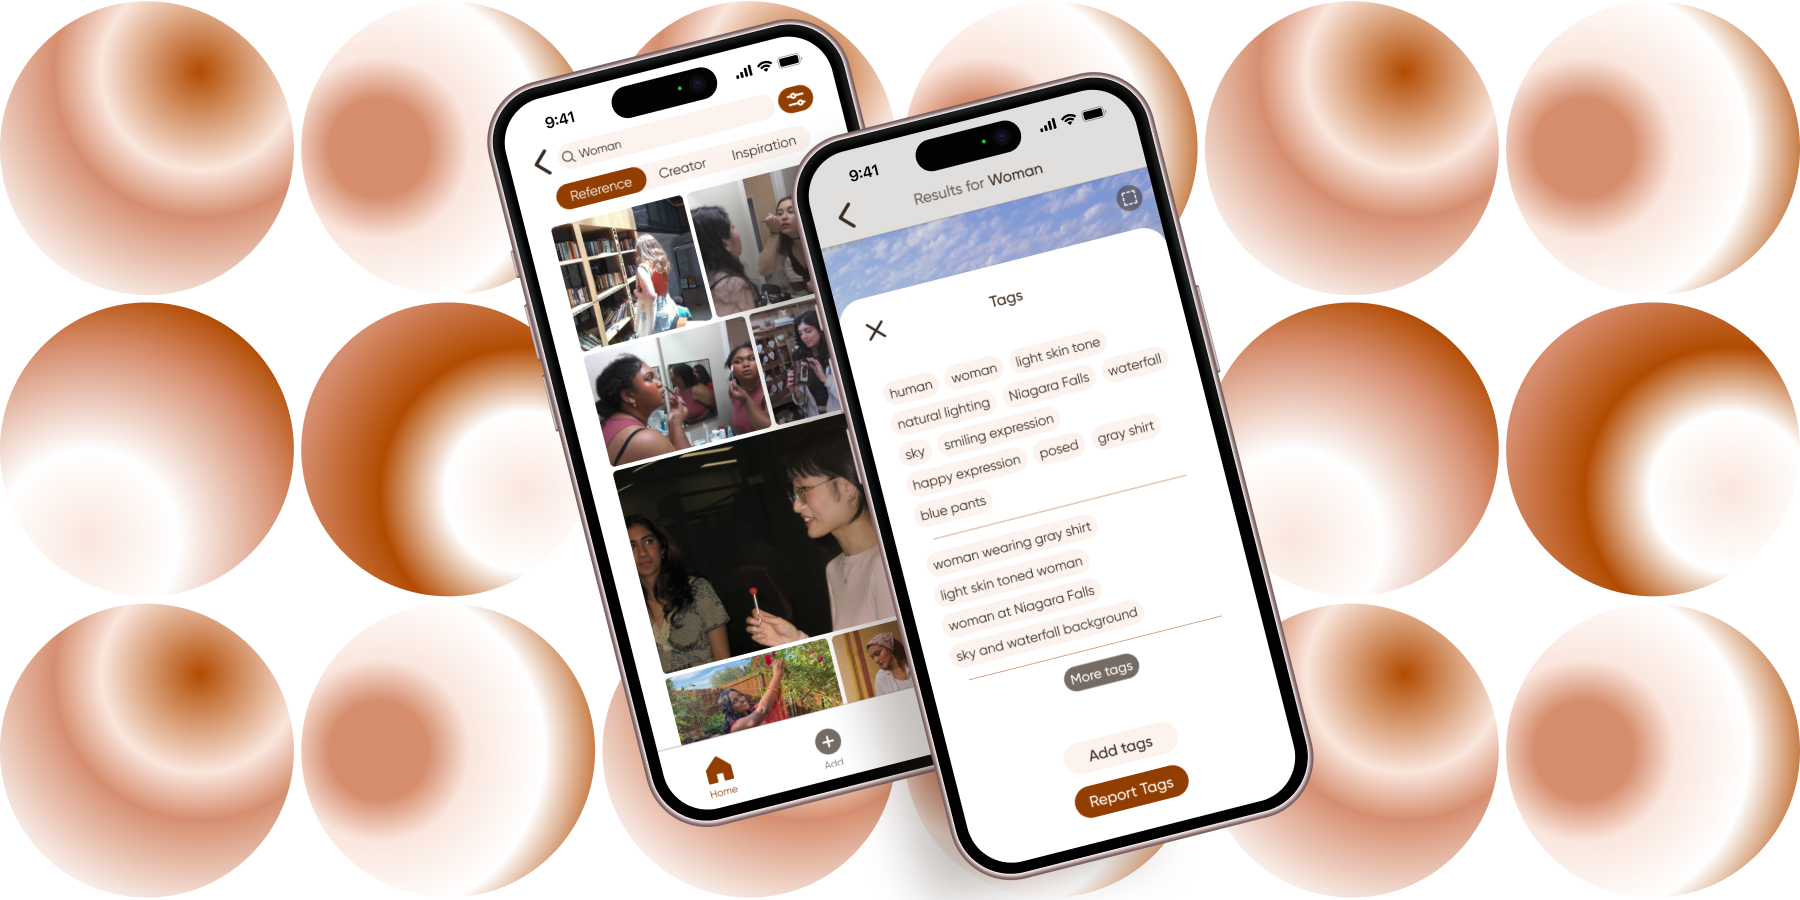 9:41
Woman
Reference Creator Inspiration
Home
Add
9:41
Results for Woman
Tags
human woman light skin tone
natural lighting Niagara Falls waterfall
sky smiling expression
happy expression posed gray shirt
blue pants
woman wearing gray shirt
light skin toned woman
woman at Niagara Falls
sky and waterfall background
More tags
Add tags
Report Tags